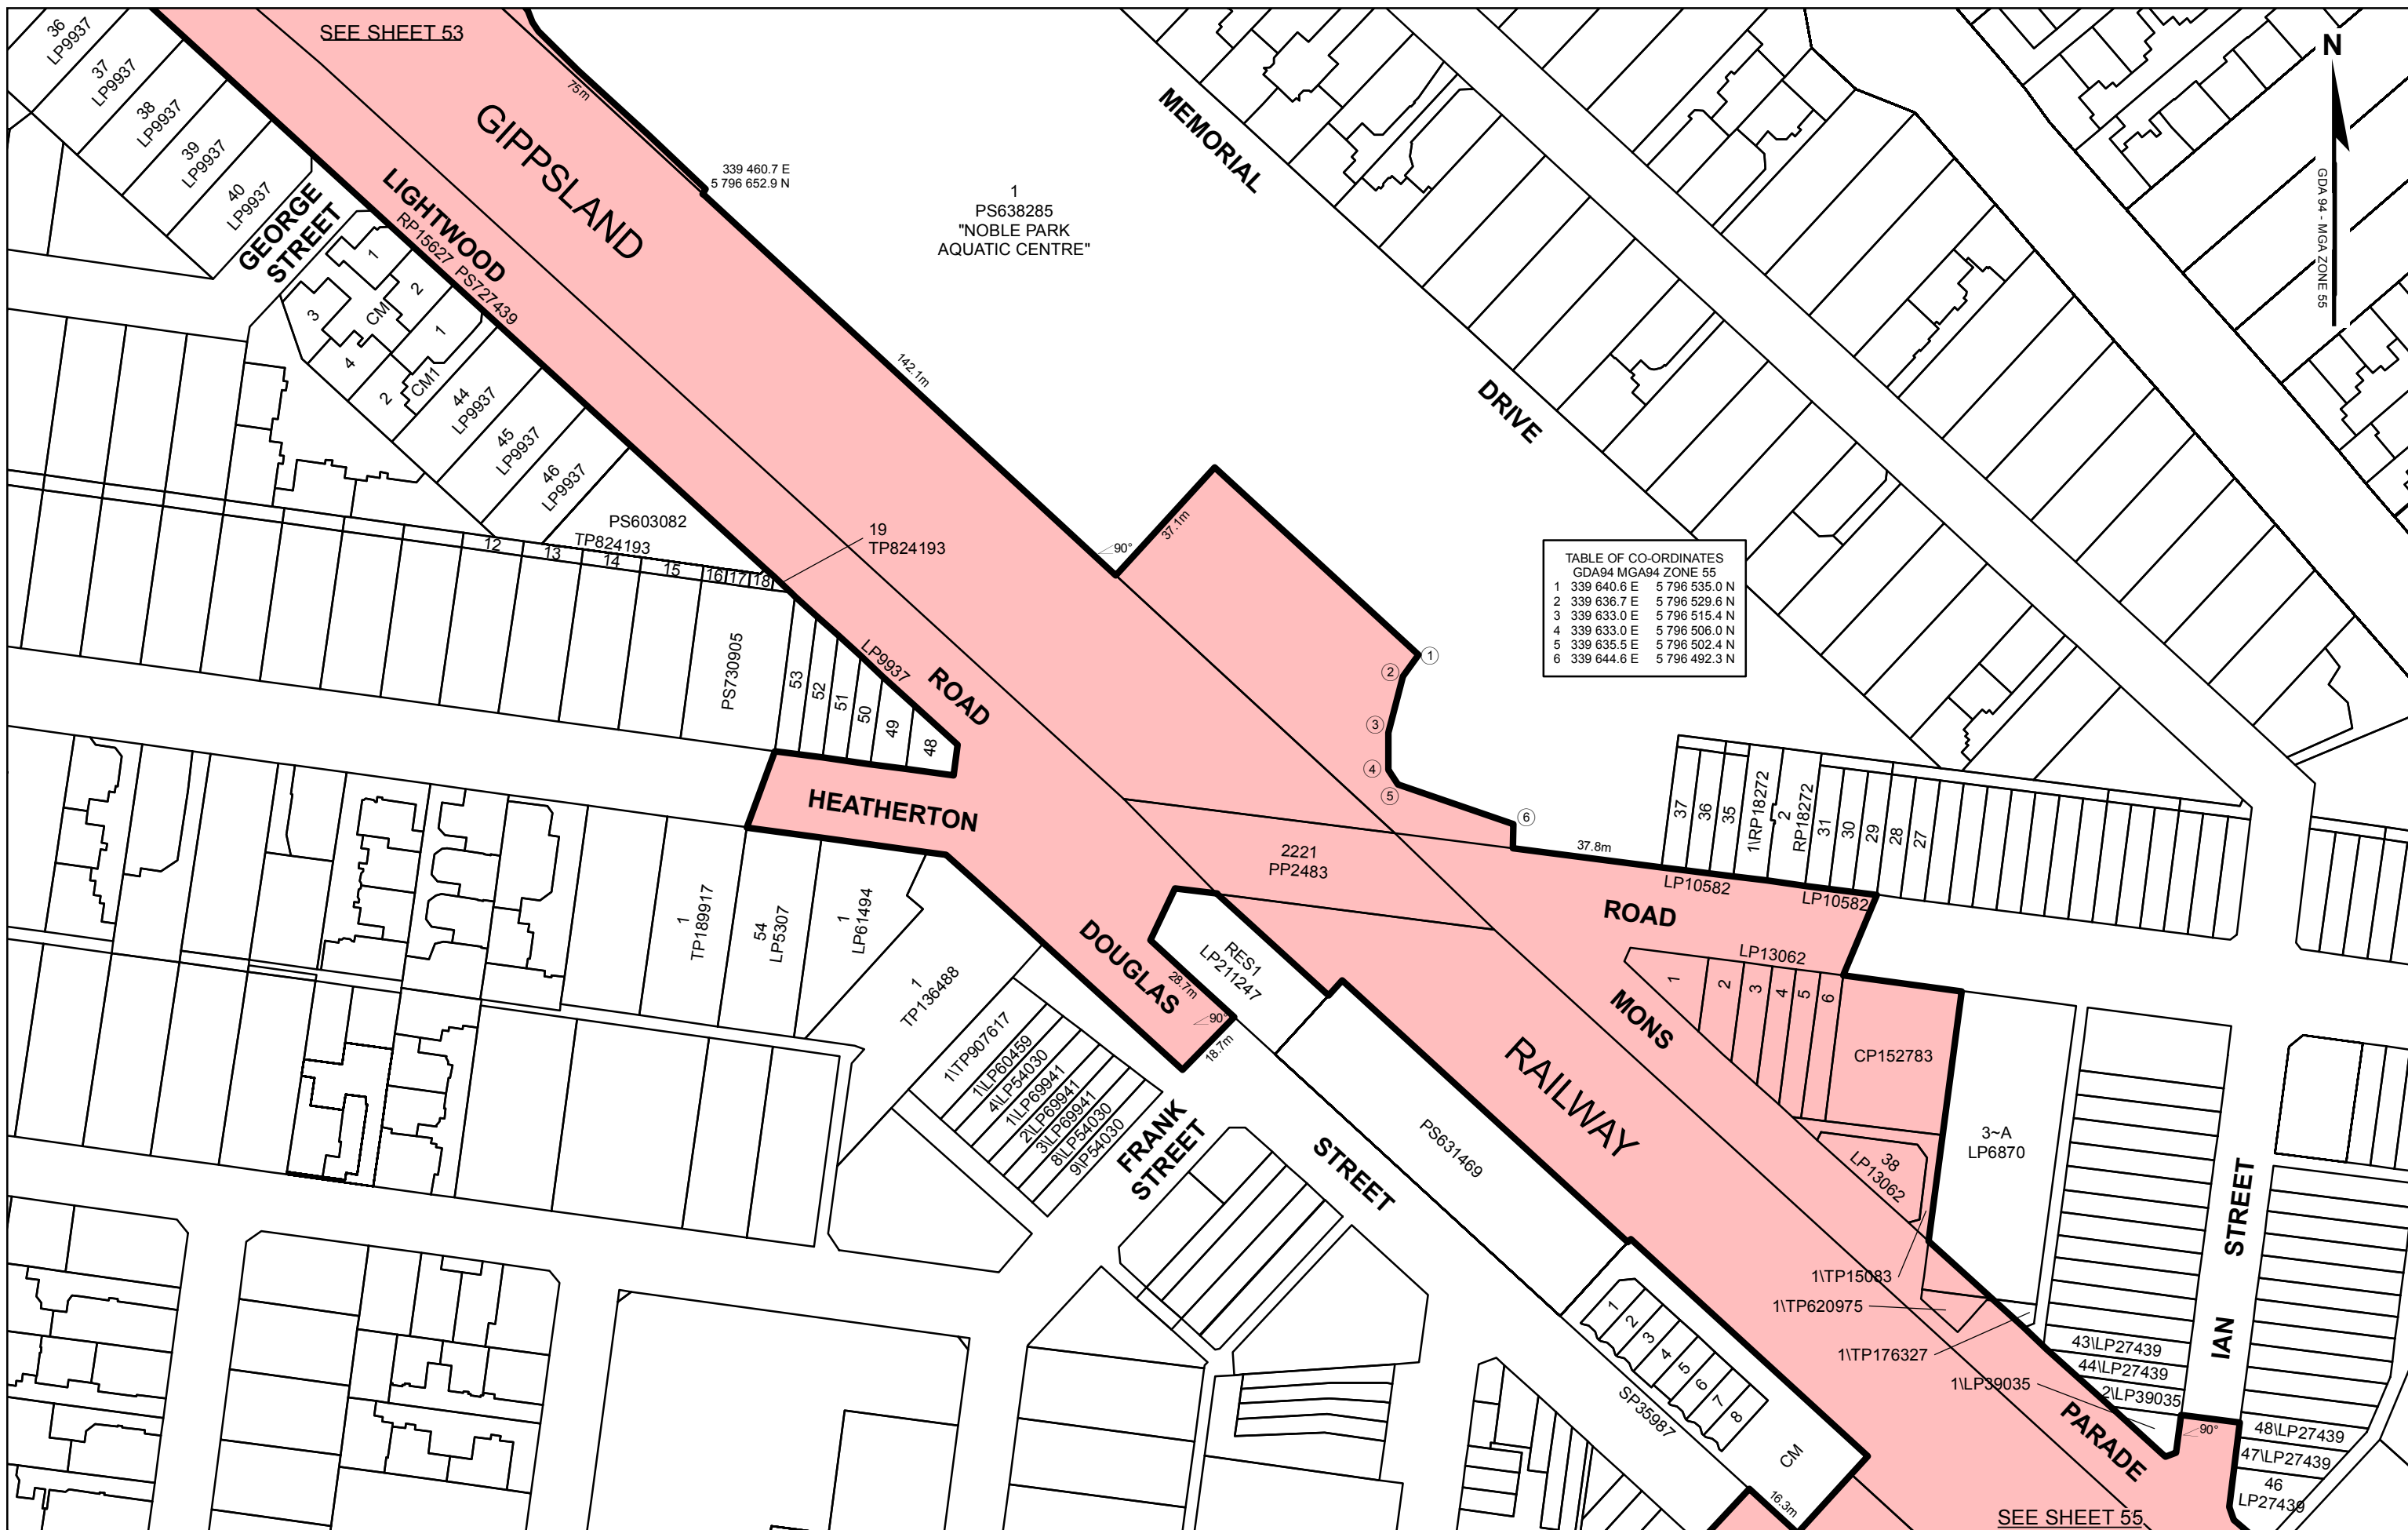 SEE SHEET 53
36
LP9937
37
LP9937
38
LP9937
39
LP9937
40
LP9937
75m
GIPPSLAND
339 460.7 E
5 796 652.9 N
1
PS638285
"NOBLE PARK
AQUATIC CENTRE"
MEMORIAL
DRIVE
N
GDA 94 - MGA ZONE 55
GEORGE
STREET
LIGHTWOOD
RP15627 PS727439
1
2
3
CM
4
1
2
CM1
44
LP9937
45
LP9937
46
LP9937
142.1m
PS603082
TP824193
12
13
14
15
16
17
18
19
TP824193
90°
37.1m
TABLE OF CO-ORDINATES
GDA94 MGA94 ZONE 55
1 339 640.6 E 5 796 535.0 N
2 339 636.7 E 5 796 529.6 N
3 339 633.0 E 5 796 515.4 N
4 339 633.0 E 5 796 506.0 N
5 339 635.5 E 5 796 502.4 N
6 339 644.6 E 5 796 492.3 N
1
2
3
4
5
6
PS730905
53
52
51
50
49
48
LP9937
ROAD
HEATHERTON
37.8m
37
36
35
1\RP18272
2
RP18272
31
30
29
28
27
LP10582
LP10582
2221
PP2483
ROAD
1
TP189917
54
LP5307
1
LP61494
1
TP136488
DOUGLAS
RES1
LP211247
28.7m
90°
18.7m
LP13062
1
2
3
4
5
6
MONS
CP152783
3~A
LP6870
38
LP13062
RAILWAY
1\TP907617
1\LP60459
4\LP54030
1\LP69941
2\LP69941
3\LP69941
8\LP54030
9\P54030
FRANK
STREET
STREET
PS631469
IAN
STREET
1\TP15083
1\TP620975
1\TP176327
1\LP39035
43\LP27439
44\LP27439
2\LP39035
PARADE
90°
48\LP27439
47\LP27439
46
LP27439
1
2
3
4
5
6
7
8
CM
SP35987
16.3m
SEE SHEET 55